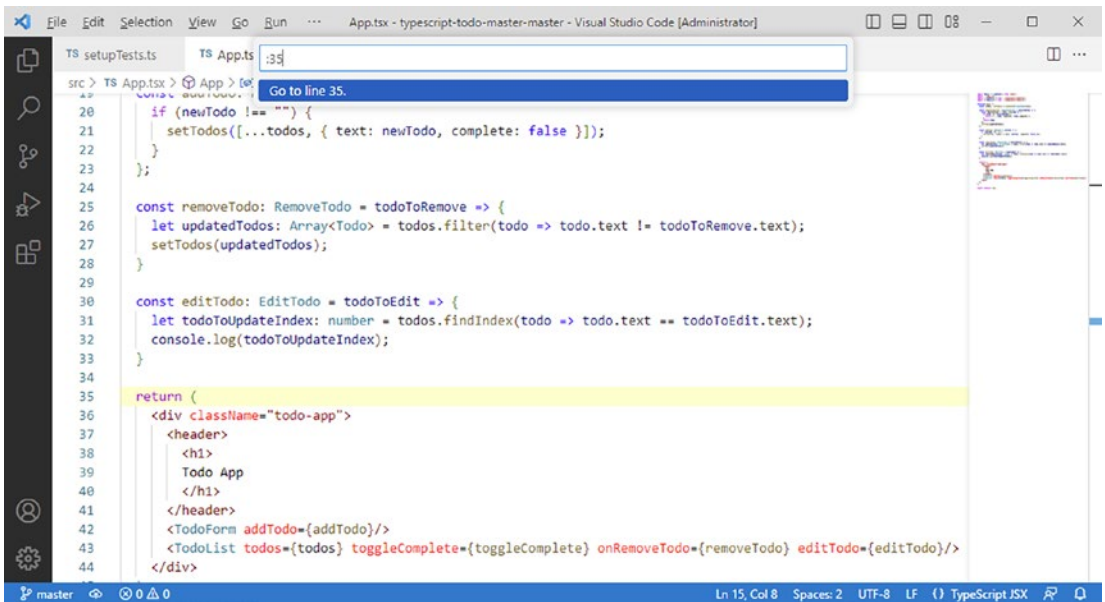 File Edit Selection View Go Run ··· App.tsx - typescript-todo-master-master - Visual Studio Code [Administrator]
TS setupTests.ts TS App.ts
:35
src > TS App.tsx > App >
Go to line 35.
19 const addTodo:
20 if (newTodo !== "") {
21 setTodos([...todos, { text: newTodo, complete: false }]);
22 }
23 };
24
25 const removeTodo: RemoveTodo = todoToRemove => {
26 let updatedTodos: Array<Todo> = todos.filter(todo => todo.text != todoToRemove.text);
27 setTodos(updatedTodos);
28 }
29
30 const editTodo: EditTodo = todoToEdit => {
31 let todoToUpdateIndex: number = todos.findIndex(todo => todo.text == todoToEdit.text);
32 console.log(todoToUpdateIndex);
33 }
34
35 return (
36 <div className="todo-app">
37 <header>
38 <h1>
39 Todo App
40 </h1>
41 </header>
42 <TodoForm addTodo={addTodo}/>
43 <TodoList todos={todos} toggleComplete={toggleComplete} onRemoveTodo={removeTodo} editTodo={editTodo}/>
44 </div>
master 0 0 Ln 15, Col 8 Spaces: 2 UTF-8 LF {} TypeScript JSX